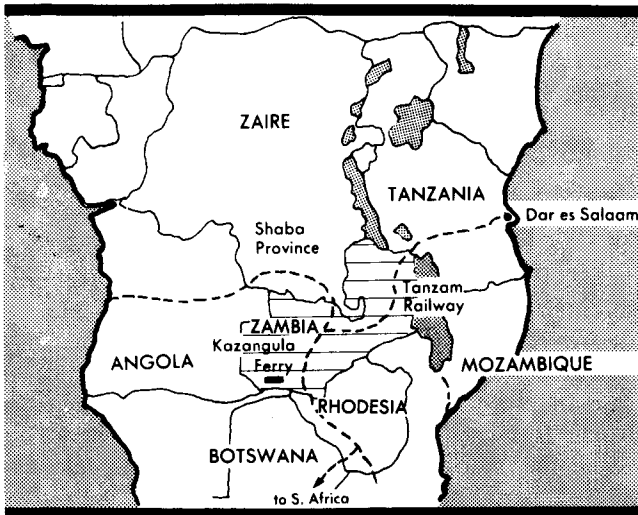 ZAIRE
TANZANIA
Dar es Salaam
Shaba
Province
Tanzam
Railway
ZAMBIA
Kazangula
Ferry
ANGOLA
MOZAMBIQUE
RHODESIA
BOTSWANA
to S. Africa